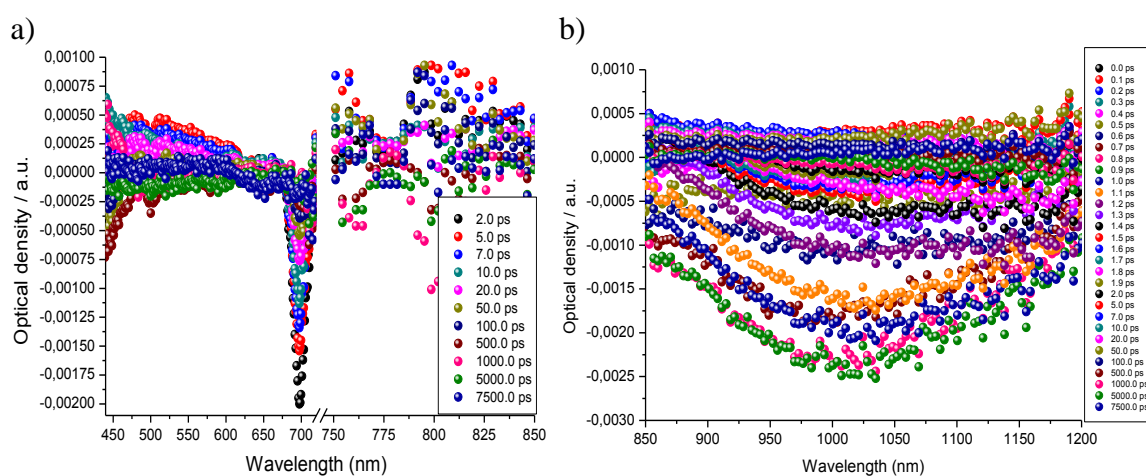 a)
0,00100
0,00075
0,00050
0,00025
0,00000
-0,00025
-0,00050
-0,00075
-0,00100
-0,00125
-0,00150
-0,00175
-0,00200
Optical density / a.u.
450 500 550 600 650 700 750 775 800 825 850
Wavelength (nm)
2.0 ps
5.0 ps
7.0 ps
10.0 ps
20.0 ps
50.0 ps
100.0 ps
500.0 ps
1000.0 ps
5000.0 ps
7500.0 ps
b)
0,0010
0,0005
0,0000
-0,0005
-0,0010
-0,0015
-0,0020
-0,0025
-0,0030
Optical density / a.u.
850 900 950 1000 1050 1100 1150 1200
Wavelength (nm)
0.0 ps
0.1 ps
0.2 ps
0.3 ps
0.4 ps
0.5 ps
0.6 ps
0.7 ps
0.8 ps
0.9 ps
1.0 ps
1.1 ps
1.2 ps
1.3 ps
1.4 ps
1.5 ps
1.6 ps
1.7 ps
1.8 ps
1.9 ps
2.0 ps
5.0 ps
7.0 ps
10.0 ps
20.0 ps
50.0 ps
100.0 ps
500.0 ps
1000.0 ps
5000.0 ps
7500.0 ps